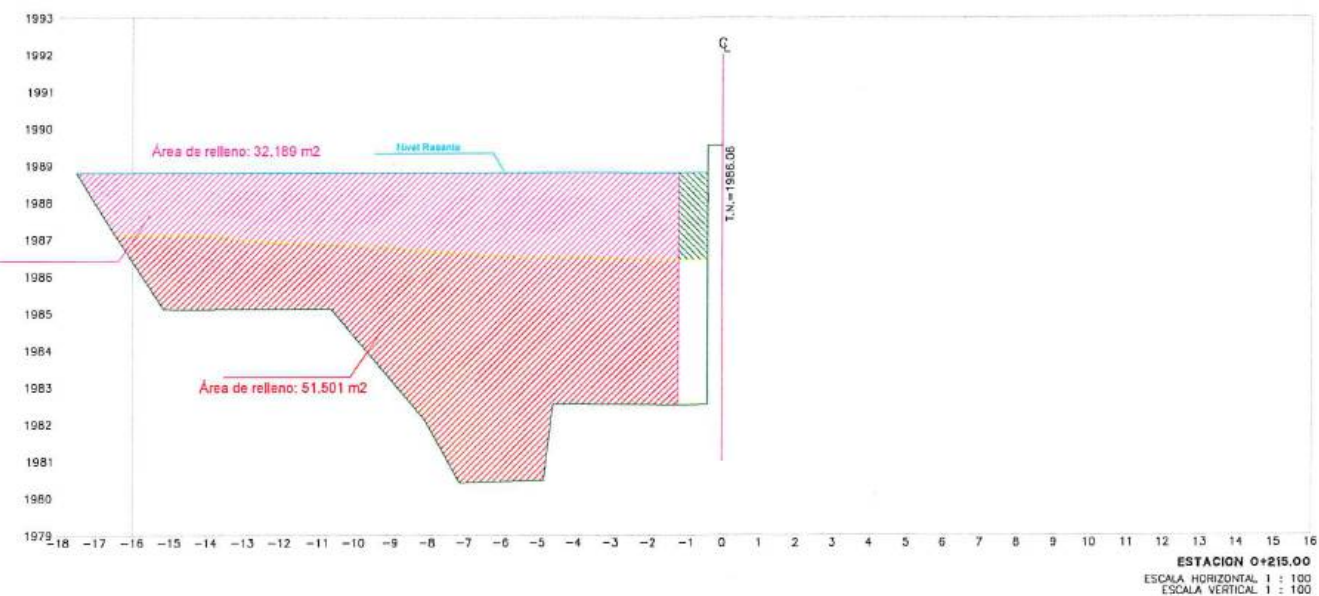 1993
1992
1991
1990
1989
1988
1987
1986
1985
1984
1983
1982
1981
1980
1979
Área de relleno: 32.189 m2
Nivel Rasante
CL
T.N.=1986.06
Área de relleno: 51.501 m2
-18 -17 -16 -15 -14 -13 -12 -11 -10 -9 -8 -7 -6 -5 -4 -3 -2 -1 0 1 2 3 4 5 6 7 8 9 10 11 12 13 14 15 16
ESTACION 0+215.00
ESCALA HORIZONTAL 1 : 100
ESCALA VERTICAL 1 : 100